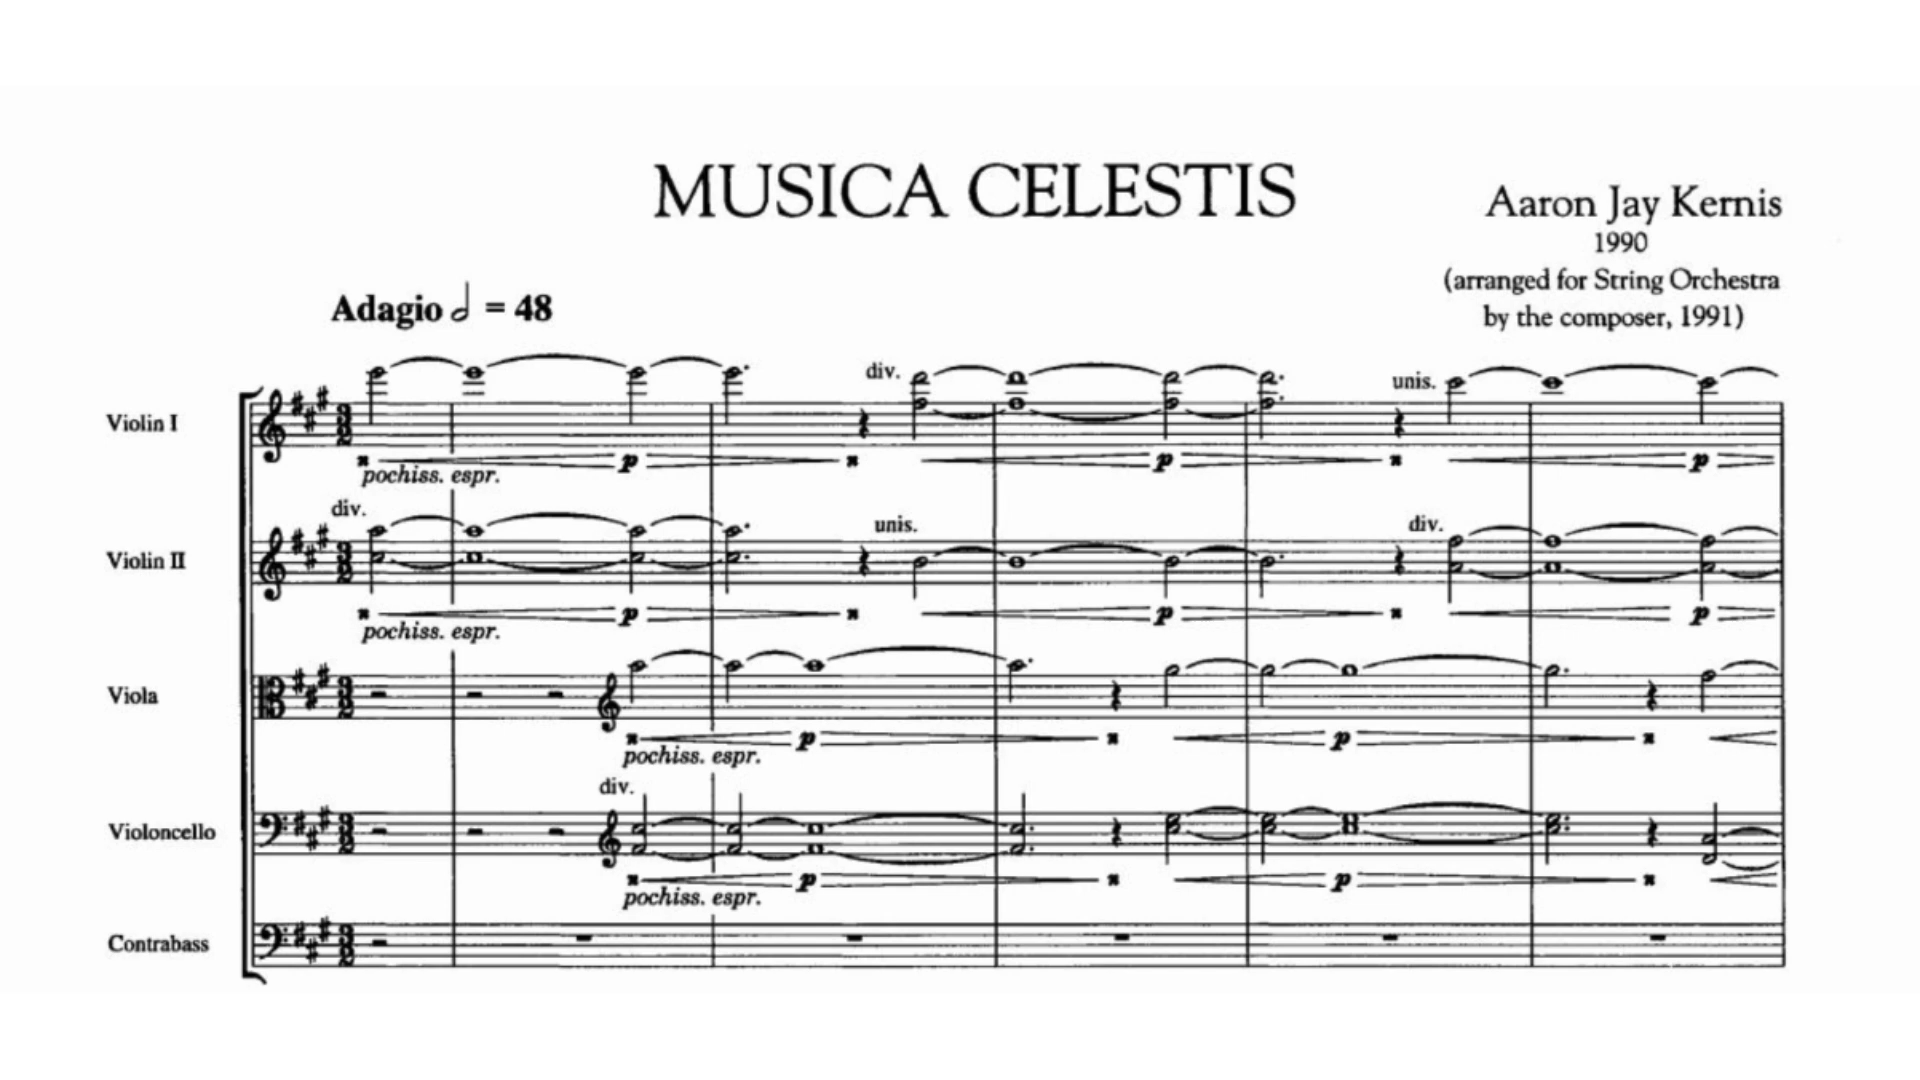 MUSICA CELESTIS
Aaron Jay Kernis
1990
(arranged for String Orchestra
by the composer, 1991)
Adagio 𝅗𝅥 = 48
div. unis.
Violin I
p p p
pochiss. espr.
div. unis. div.
Violin II
p p p
pochiss. espr.
Viola
p p
pochiss. espr.
div.
Violoncello
p p
pochiss. espr.
Contrabass